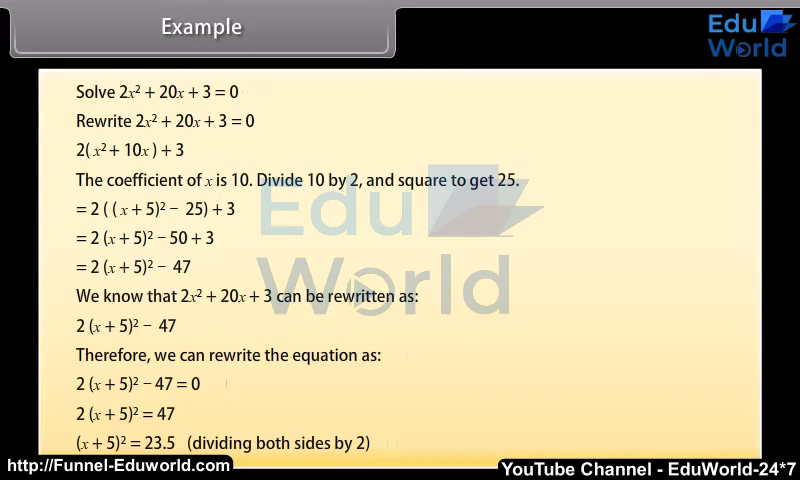 Example
Edu
World
Solve 2x² + 20x + 3 = 0
Rewrite 2x² + 20x + 3 = 0
2( x² + 10x ) + 3
The coefficient of x is 10. Divide 10 by 2, and square to get 25.
= 2 ( ( x + 5)² − 25) + 3
= 2 (x + 5)² − 50 + 3
= 2 (x + 5)² − 47
We know that 2x² + 20x + 3 can be rewritten as:
2 (x + 5)² − 47
Therefore, we can rewrite the equation as:
2 (x + 5)² − 47 = 0
2 (x + 5)² = 47
(x + 5)² = 23.5 (dividing both sides by 2)
Edu
World
http://Funnel-Eduworld.com
YouTube Channel - EduWorld-24*7